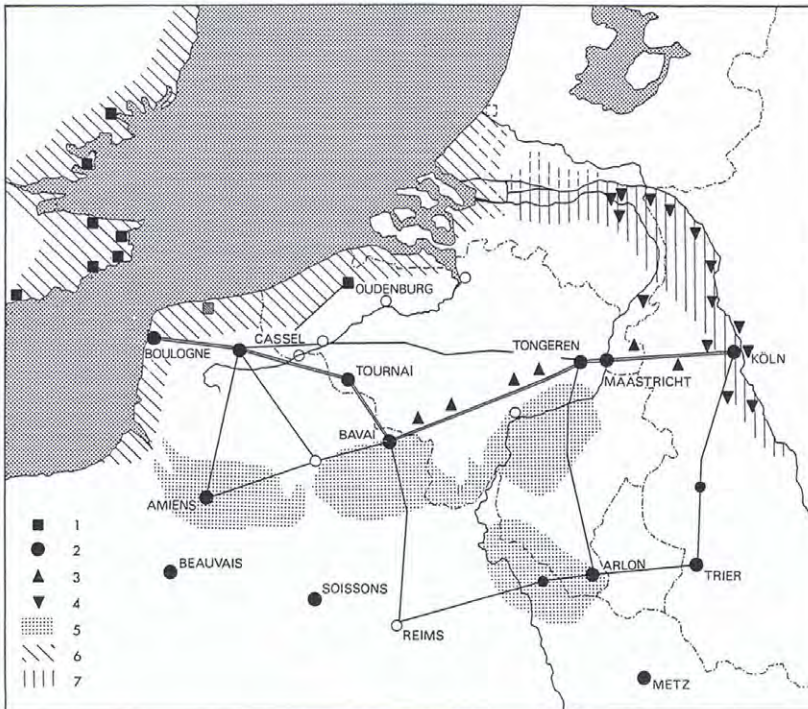 OUDENBURG
CASSEL
BOULOGNE
TONGEREN
KÖLN
MAASTRICHT
TOURNAI
BAVAI
AMIENS
BEAUVAIS
SOISSONS
ARLON
TRIER
REIMS
METZ
1
2
3
4
5
6
7